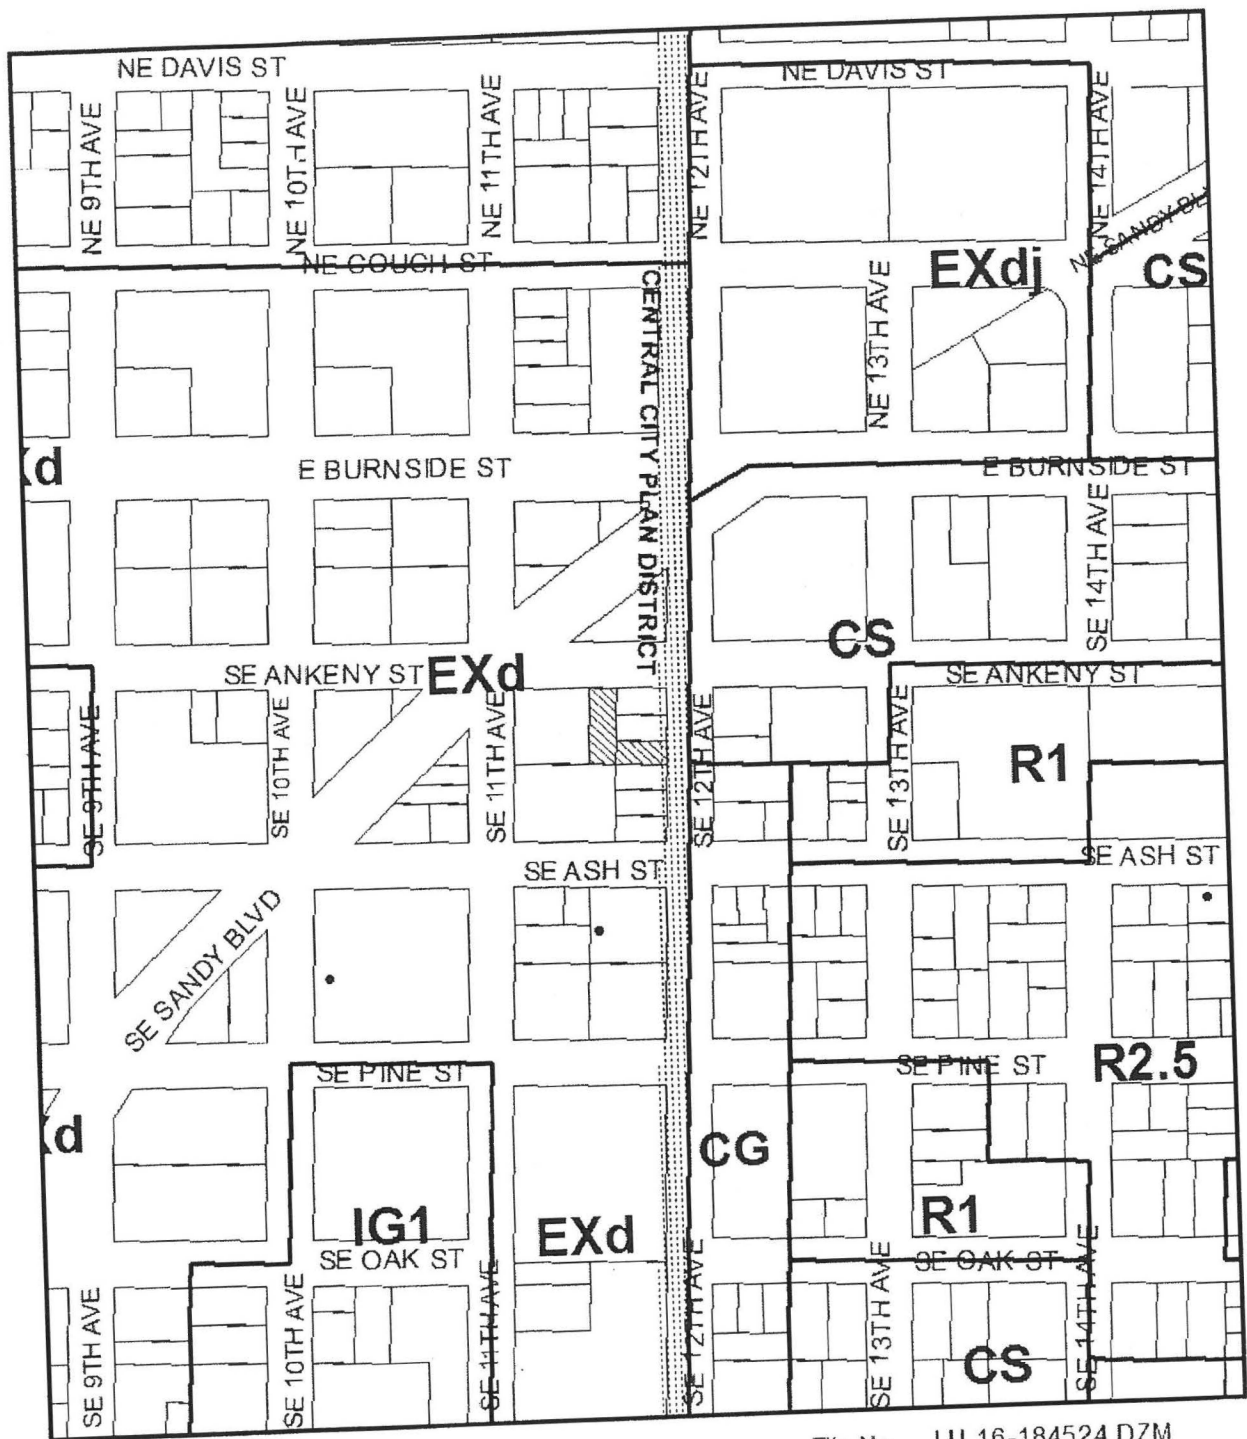 NE DAVIS ST
NE DAVIS ST
NE 9TH AVE
NE 10TH AVE
NE 11TH AVE
NE 12TH AVE
NE 14TH AVE
NE COUCH ST
EXdj
CS
NE 13TH AVE
CENTRAL CITY PLAN DISTRICT
E BURNSIDE ST
E BURNSIDE ST
Xd
SE 14TH AVE
CS
SE ANKENY ST
EXd
SE ANKENY ST
SE 9TH AVE
SE 10TH AVE
SE 11TH AVE
SE 12TH AVE
SE 13TH AVE
R1
SE ASH ST
SE ASH ST
SE SANDY BLVD
SE PINE ST
SE PINE ST
R2.5
Xd
CG
IG1
EXd
R1
SE OAK ST
SE OAK ST
SE 9TH AVE
SE 10TH AVE
SE 11TH AVE
SE 12TH AVE
SE 13TH AVE
SE 14TH AVE
CS
LU 16-184524 DZM